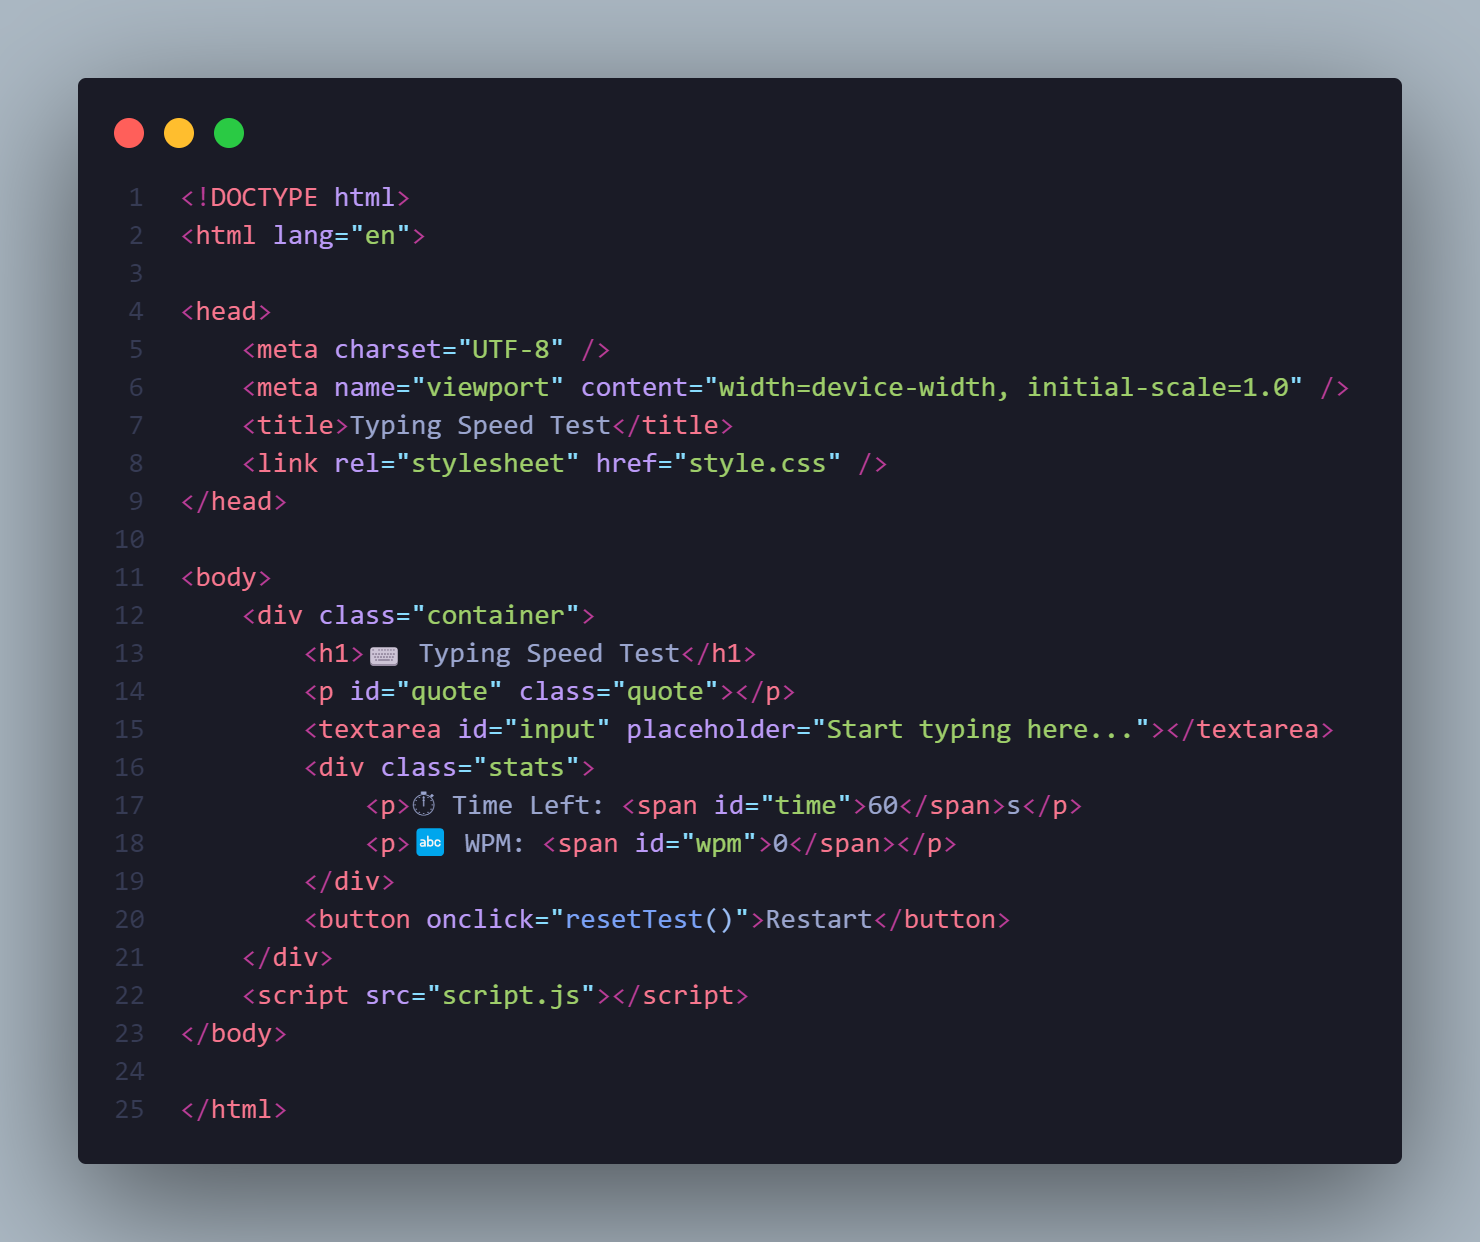 1 <!DOCTYPE html>
2 <html lang="en">
3
4 <head>
5     <meta charset="UTF-8" />
6     <meta name="viewport" content="width=device-width, initial-scale=1.0" />
7     <title>Typing Speed Test</title>
8     <link rel="stylesheet" href="style.css" />
9 </head>
10
11 <body>
12     <div class="container">
13         <h1>⌨️ Typing Speed Test</h1>
14         <p id="quote" class="quote"></p>
15         <textarea id="input" placeholder="Start typing here..."></textarea>
16         <div class="stats">
17             <p>⏱ Time Left: <span id="time">60</span>s</p>
18             <p>🔤 WPM: <span id="wpm">0</span></p>
19         </div>
20         <button onclick="resetTest()">Restart</button>
21     </div>
22     <script src="script.js"></script>
23 </body>
24
25 </html>